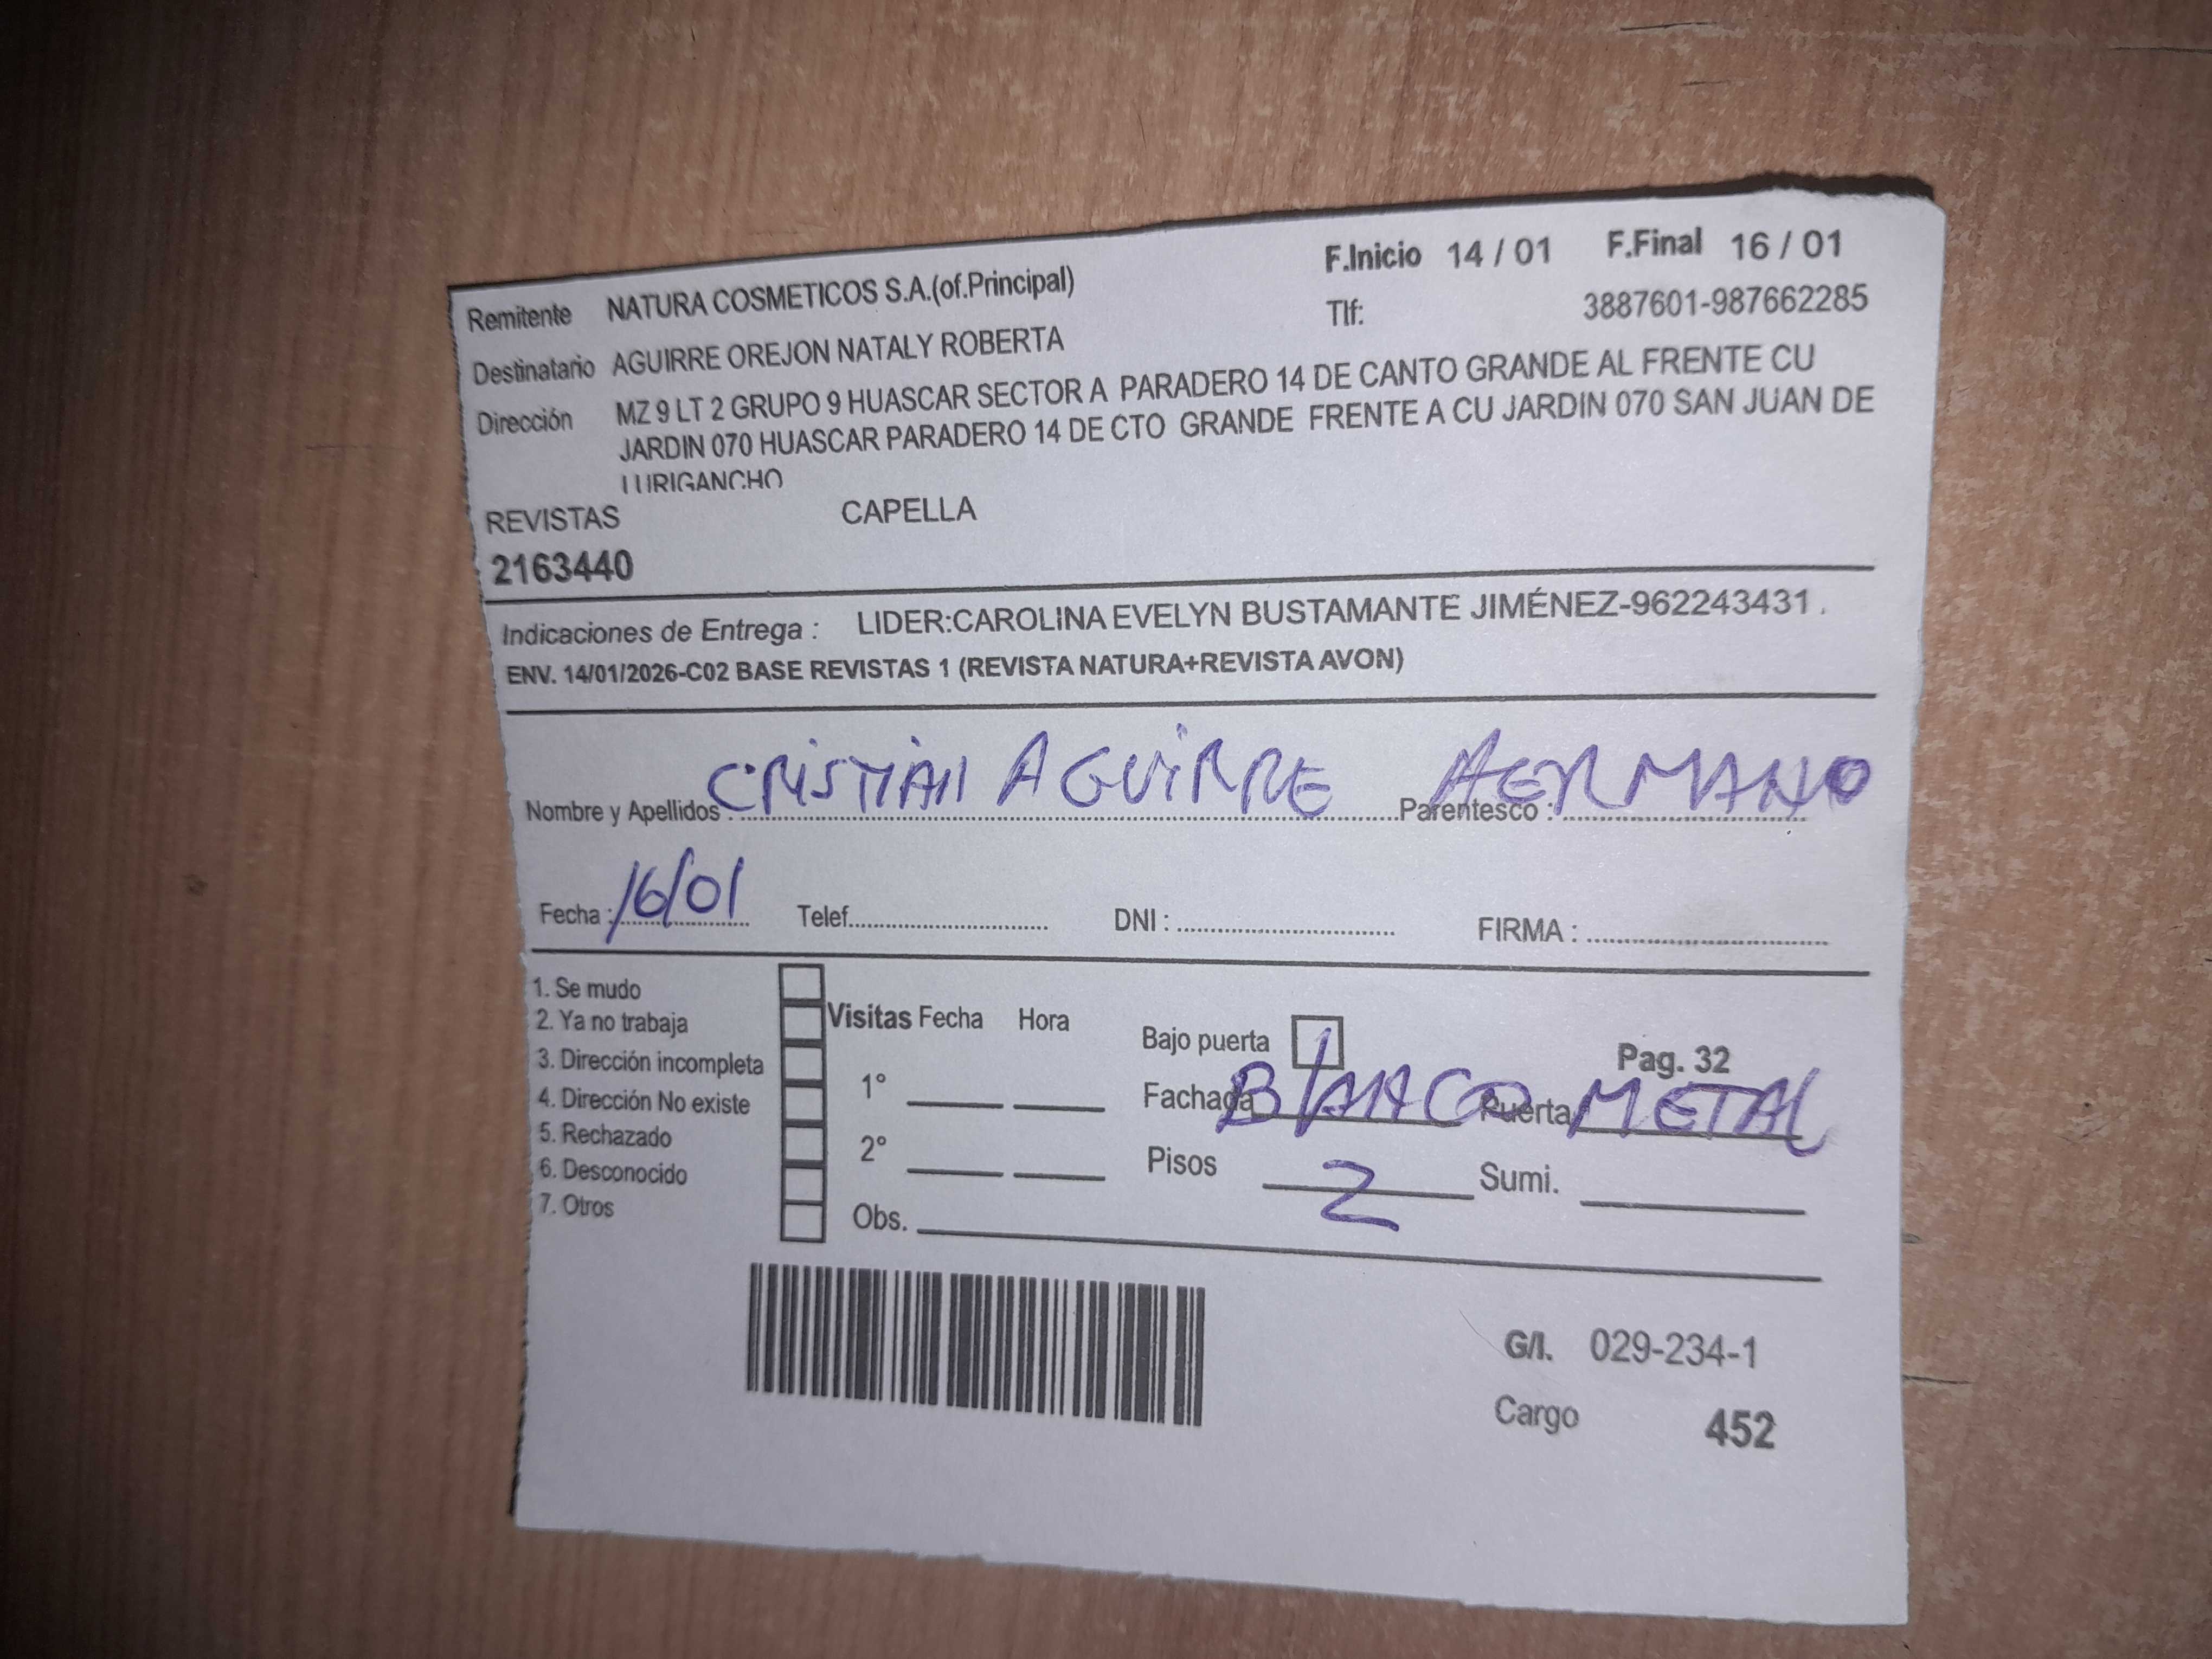 F.Inicio 14 / 01 F.Final 16 / 01
Remitente NATURA COSMETICOS S.A.(of.Principal)
Tlf: 3887601-987662285
Destinatario AGUIRRE OREJON NATALY ROBERTA
Dirección MZ 9 LT 2 GRUPO 9 HUASCAR SECTOR A PARADERO 14 DE CANTO GRANDE AL FRENTE CU
JARDIN 070 HUASCAR PARADERO 14 DE CTO GRANDE FRENTE A CU JARDIN 070 SAN JUAN DE
LURIGANCHO
REVISTAS CAPELLA
2163440
Indicaciones de Entrega : LIDER:CAROLINA EVELYN BUSTAMANTE JIMÉNEZ-962243431 .
ENV. 14/01/2026-C02 BASE REVISTAS 1 (REVISTA NATURA+REVISTA AVON)
Nombre y Apellidos : CRISTIAN AGUIRRE Parentesco : HERMANO
Fecha : 16/01 Telef. DNI : FIRMA :
1. Se mudo
2. Ya no trabaja
3. Dirección incompleta
4. Dirección No existe
5. Rechazado
6. Desconocido
7. Otros
Visitas Fecha Hora
1°
2°
Obs.
Bajo puerta Pag. 32
Fachada BLANCO Puerta METAL
Pisos 2 Sumi.
G/I. 029-234-1
Cargo 452